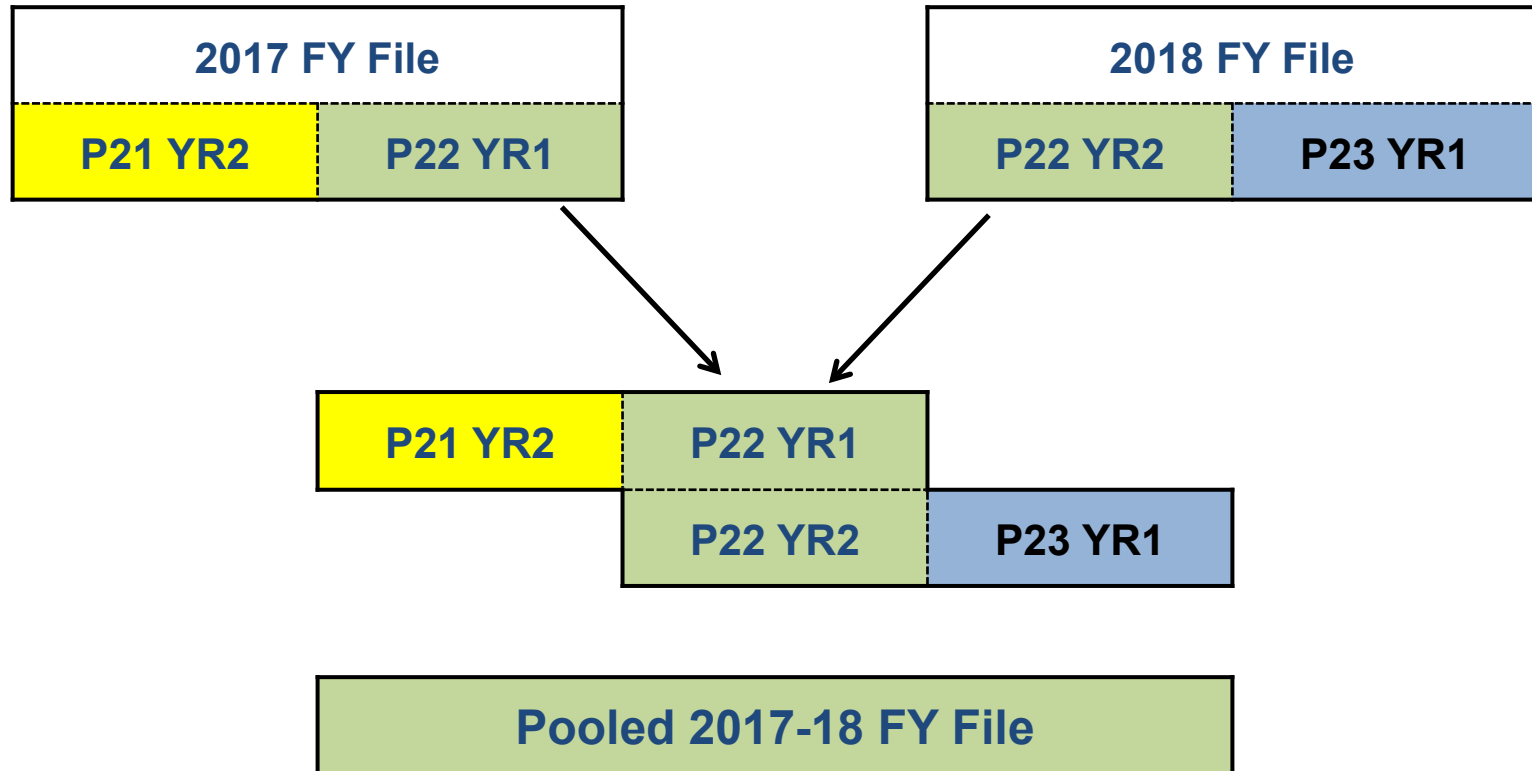 2017 FY File
2018 FY File
P21 YR2
P22 YR1
P22 YR2
P23 YR1
P21 YR2
P22 YR1
P22 YR2
P23 YR1
Pooled 2017-18 FY File